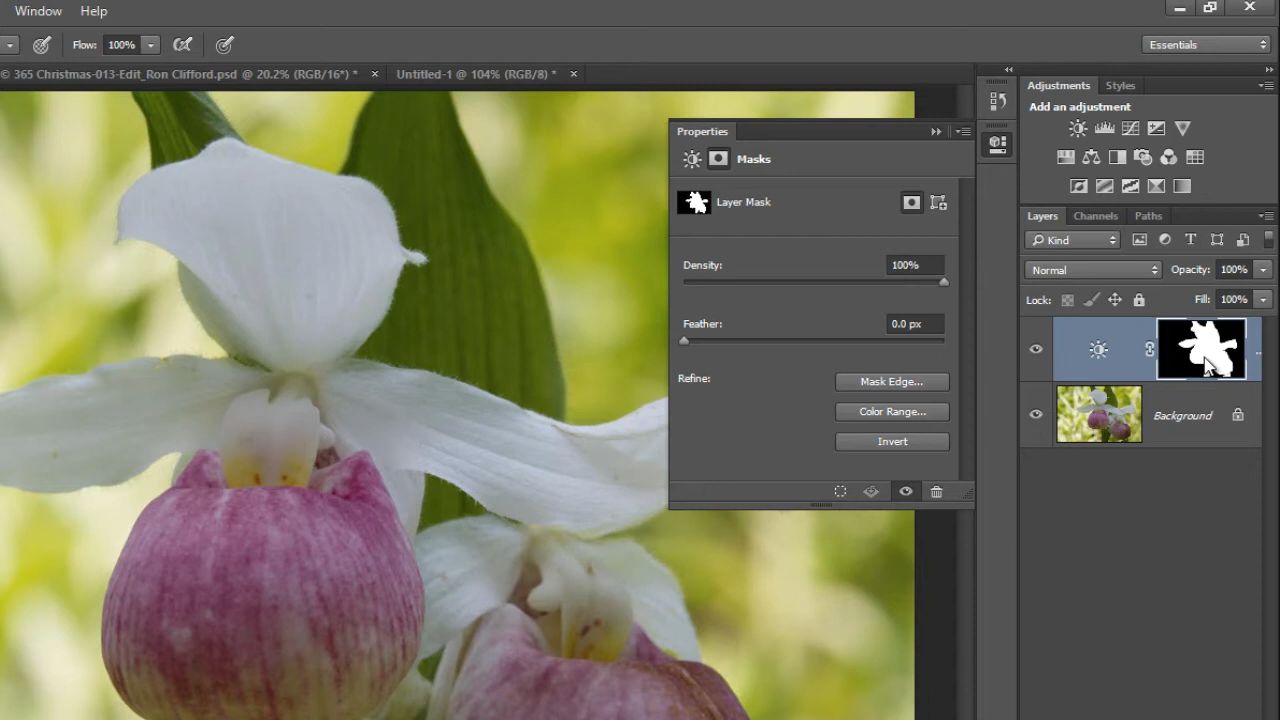 Window Help
Flow: 100% Essentials
© 365 Christmas-013-Edit_Ron Clifford.psd @ 20.2% (RGB/16*) * × Untitled-1 @ 104% (RGB/8) * ×
Properties
Masks
Layer Mask
Density: 100%
Feather: 0.0 px
Refine: Mask Edge...
Color Range...
Invert
Adjustments Styles
Add an adjustment
Layers Channels Paths
Kind T
Normal Opacity: 100%
Lock: Fill: 100%
Background